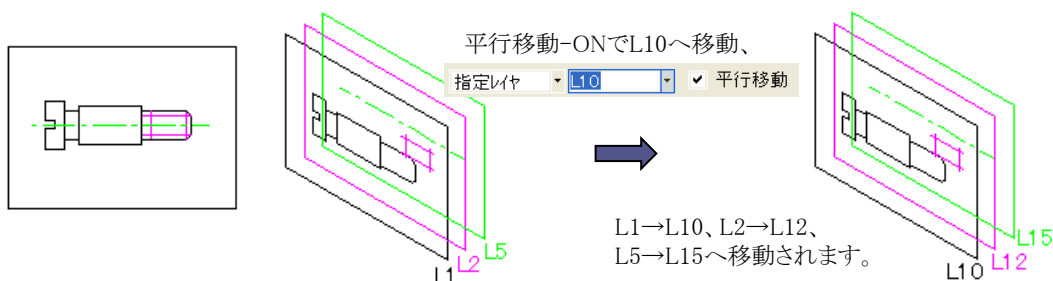 平行移動-ONでL10へ移動、
指定レイヤ L10 平行移動
L5
L2
L1
L1→L10、L2→L12、
L5→L15へ移動されます。
L15
L12
L10